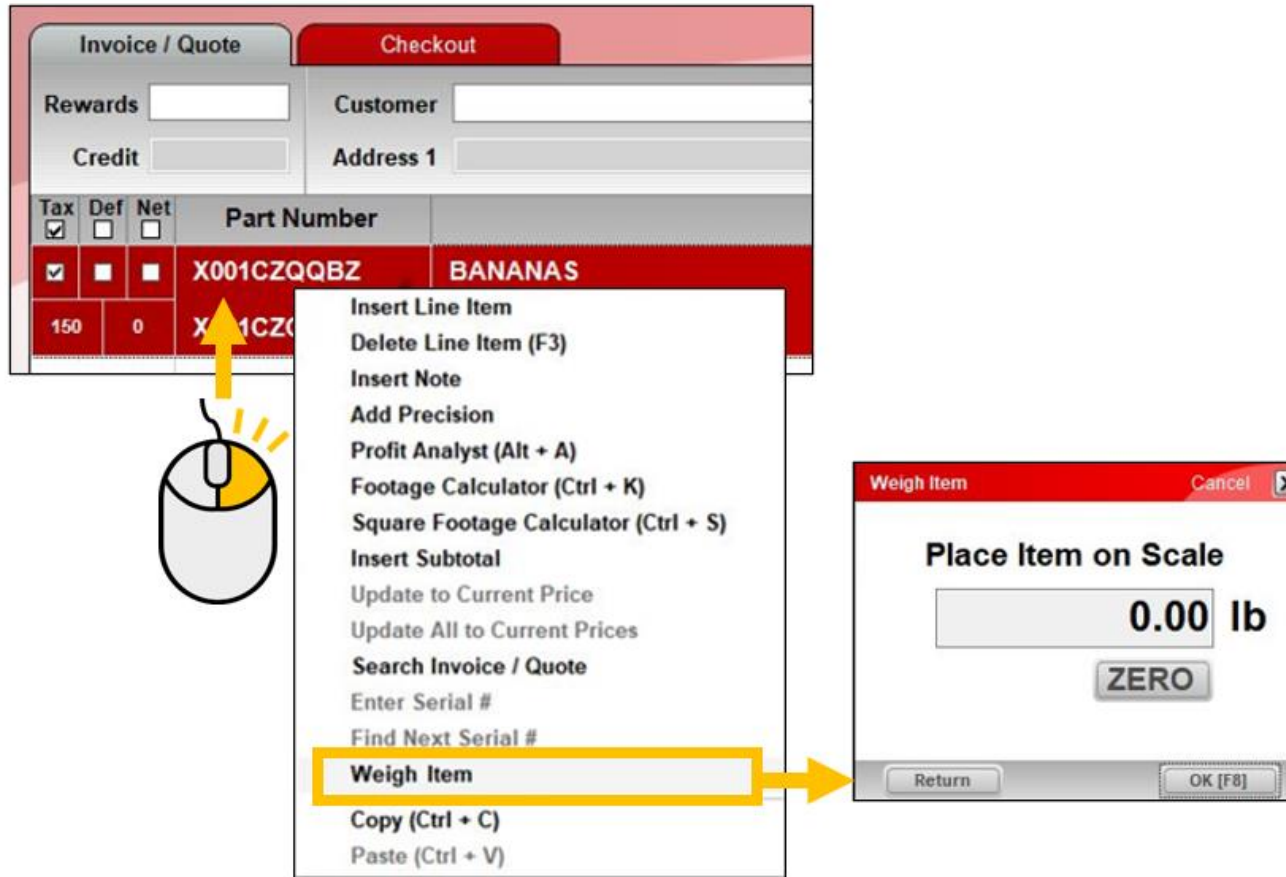 Invoice / Quote Checkout
Rewards Customer
Credit Address 1
Tax Def Net Part Number
X001CZQQBZ BANANAS
150 0
Insert Line Item
Delete Line Item (F3)
Insert Note
Add Precision
Profit Analyst (Alt + A)
Footage Calculator (Ctrl + K)
Square Footage Calculator (Ctrl + S)
Insert Subtotal
Update to Current Price
Update All to Current Prices
Search Invoice / Quote
Enter Serial #
Find Next Serial #
Weigh Item
Copy (Ctrl + C)
Paste (Ctrl + V)
Weigh Item Cancel X
Place Item on Scale
0.00 lb
ZERO
Return OK [F8]